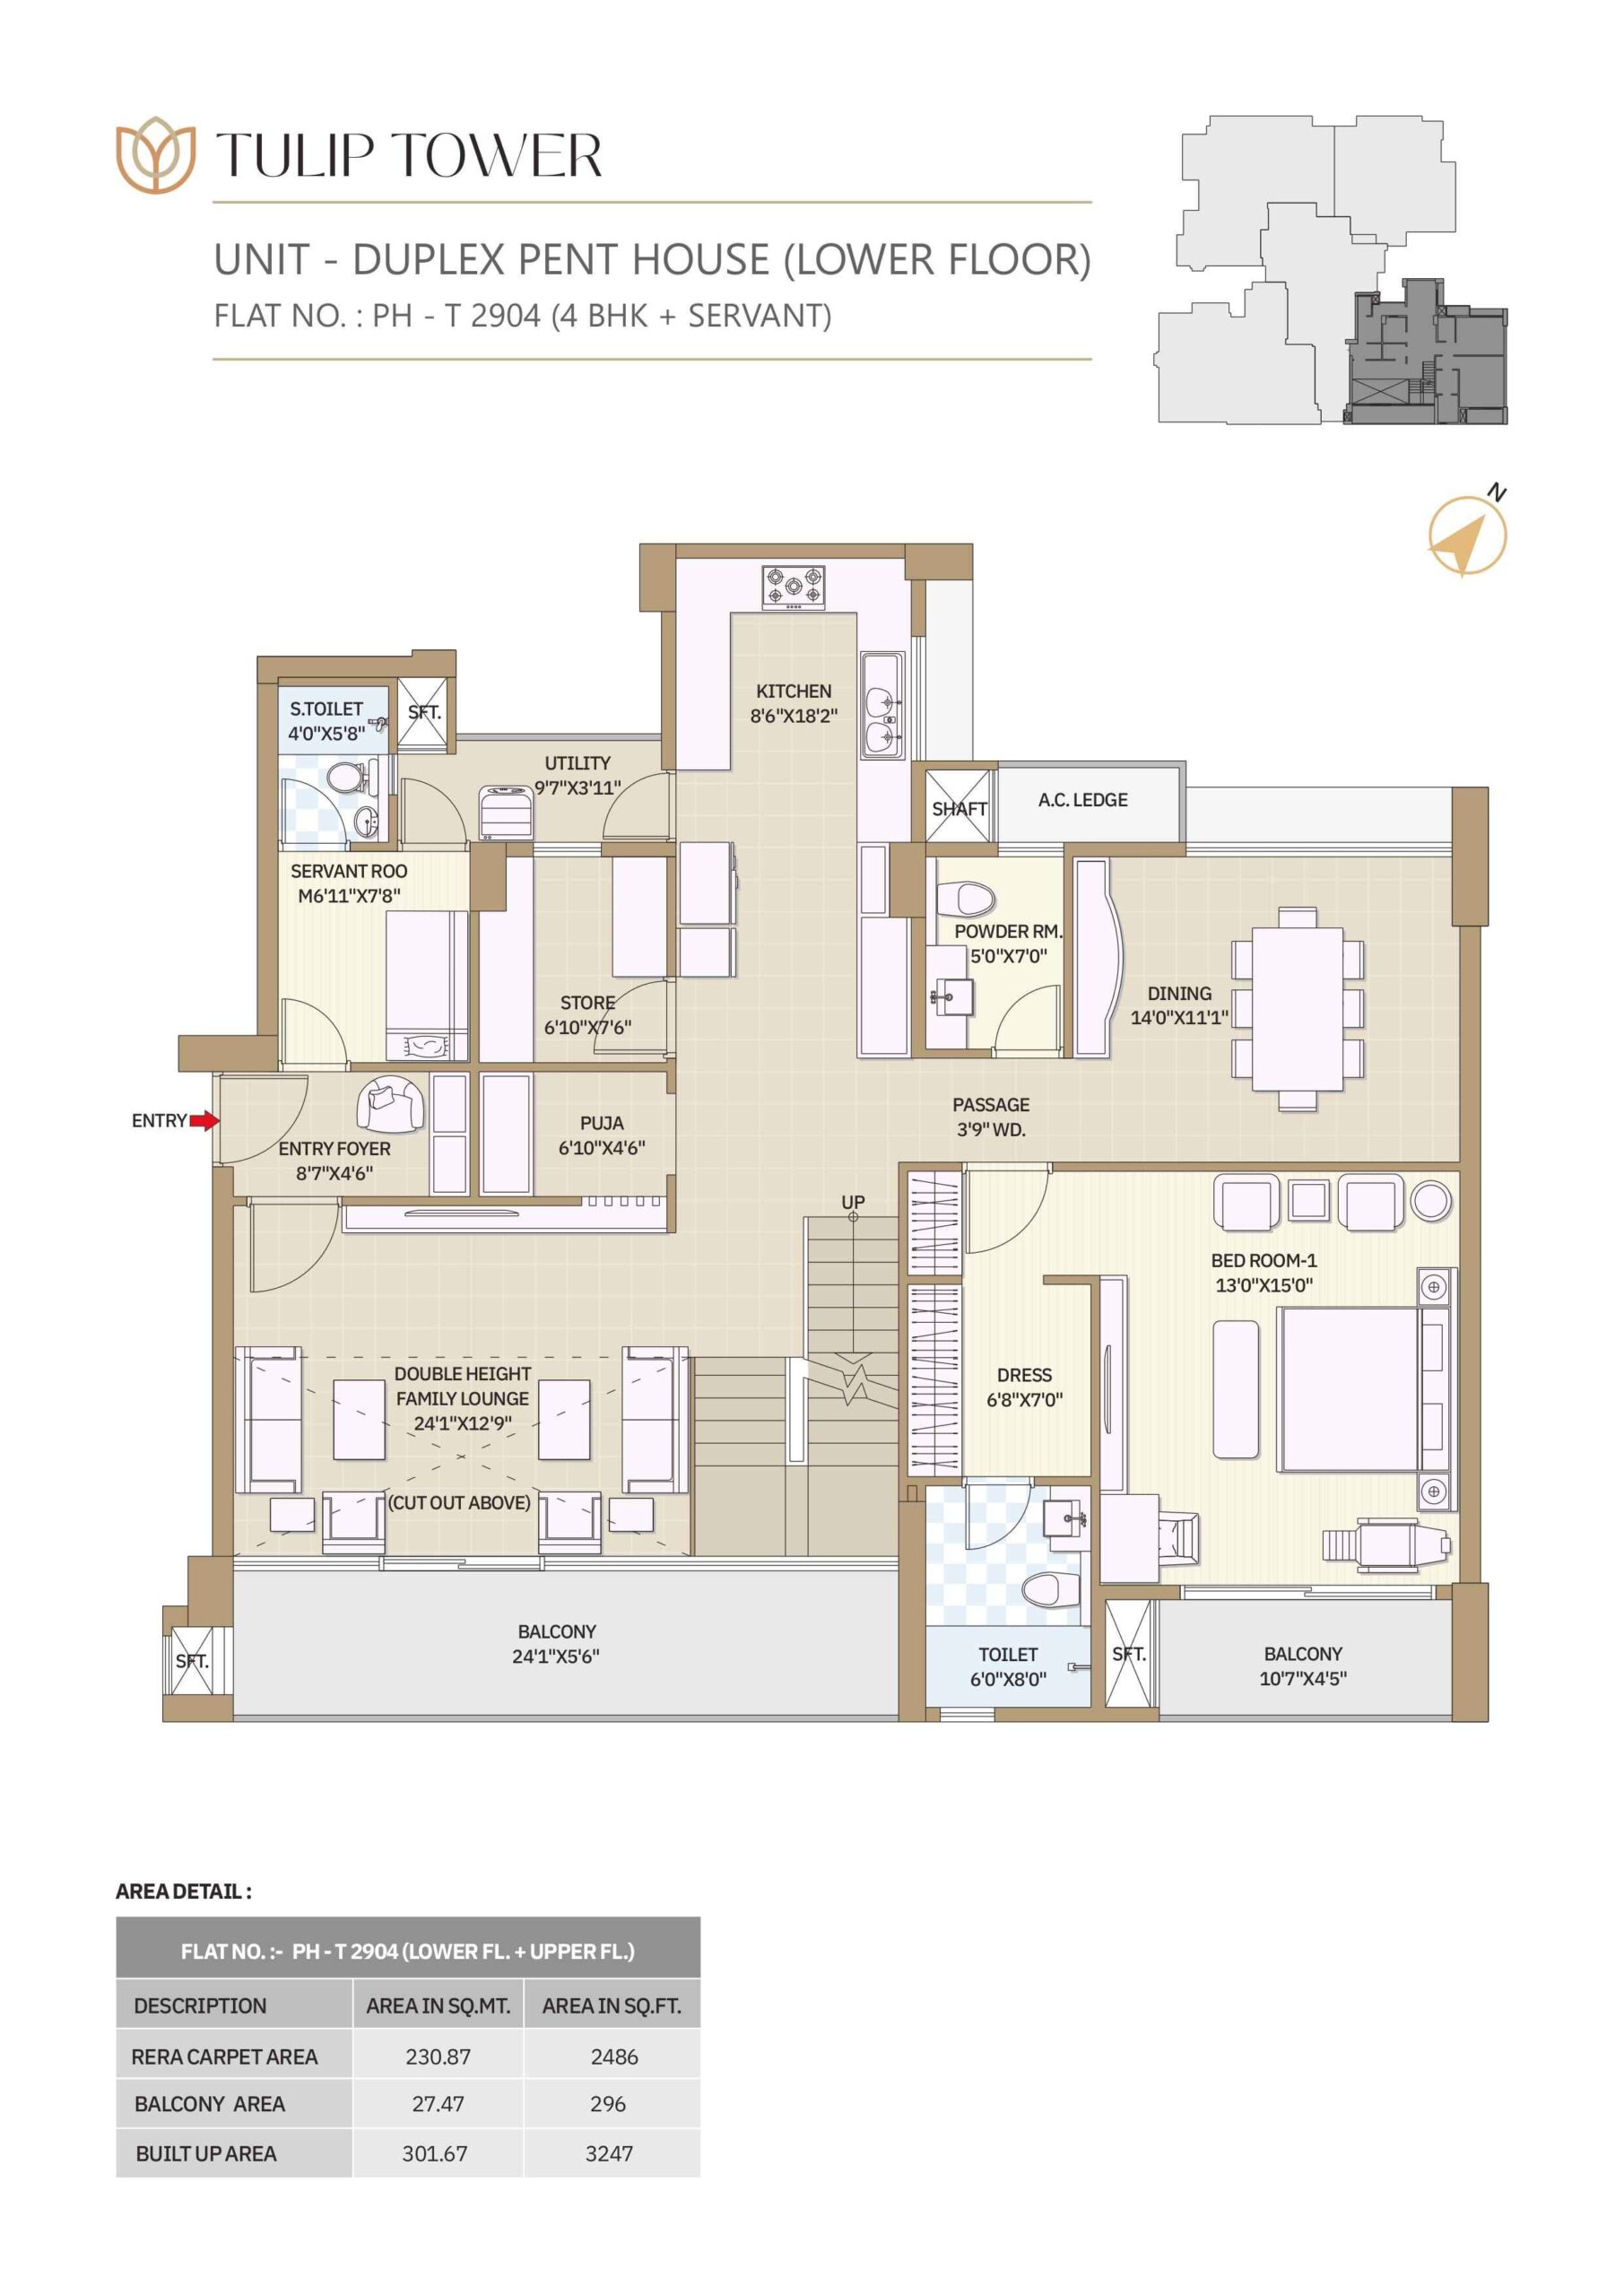 TULIP TOWER
UNIT - DUPLEX PENT HOUSE (LOWER FLOOR)
FLAT NO. : PH - T 2904 (4 BHK + SERVANT)
N
KITCHEN
8'6"X18'2"
S.TOILET
4'0"X5'8"
SFT.
UTILITY
9'7"X3'11"
SHAFT
A.C. LEDGE
SERVANT ROO
M6'11"X7'8"
POWDER RM.
5'0"X7'0"
STORE
6'10"X7'6"
DINING
14'0"X11'1"
ENTRY
ENTRY FOYER
8'7"X4'6"
PUJA
6'10"X4'6"
PASSAGE
3'9" WD.
UP
BED ROOM-1
13'0"X15'0"
DOUBLE HEIGHT
FAMILY LOUNGE
24'1"X12'9"
(CUT OUT ABOVE)
DRESS
6'8"X7'0"
BALCONY
24'1"X5'6"
SFT.
TOILET
6'0"X8'0"
SFT.
BALCONY
10'7"X4'5"
AREA DETAIL :
FLAT NO. :- PH - T 2904 (LOWER FL. + UPPER FL.)
DESCRIPTION AREA IN SQ.MT. AREA IN SQ.FT.
RERA CARPET AREA 230.87 2486
BALCONY AREA 27.47 296
BUILT UP AREA 301.67 3247